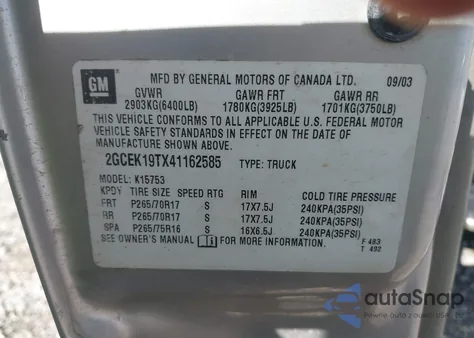 GM
MFD BY GENERAL MOTORS OF CANADA LTD. 09/03
GVWR GAWR FRT GAWR RR
2903KG(6400LB) 1780KG(3925LB) 1701KG(3750LB)
THIS VEHICLE CONFORMS TO ALL APPLICABLE U.S. FEDERAL MOTOR
VEHICLE SAFETY STANDARDS IN EFFECT ON THE DATE OF
MANUFACTURE SHOWN ABOVE.
2GCEK19TX41162585 TYPE: TRUCK
MODEL: K15753
KPDY TIRE SIZE SPEED RTG RIM COLD TIRE PRESSURE
FRT P265/70R17 S 17X7.5J 240KPA(35PSI)
RR P265/70R17 S 17X7.5J 240KPA(35PSI)
SPA P265/75R16 S 16X6.5J 240KPA(35PSI)
SEE OWNER'S MANUAL FOR MORE INFORMATION.
F 483
T 492
autoSnap
Pewne auta z aukcji USA